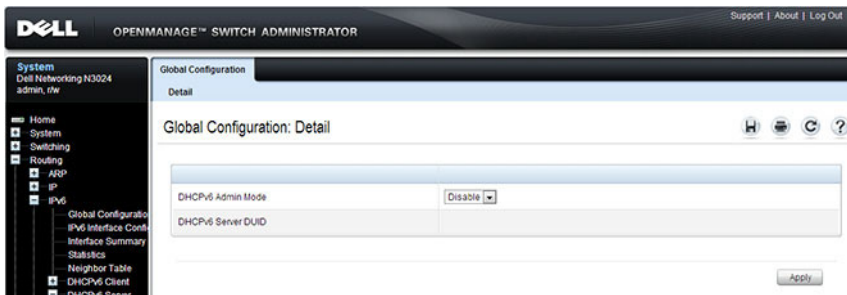 Support | About | Log Out
DELL OPENMANAGE™ SWITCH ADMINISTRATOR
System
Dell Networking N3024
admin, r/w
Home
System
Switching
Routing
ARP
IP
IPv6
Global Configuratio
IPv6 Interface Confi
Interface Summary
Statistics
Neighbor Table
DHCPv6 Client
DHCPv6 Server
Global Configuration
Detail
Global Configuration: Detail
DHCPv6 Admin Mode Disable
DHCPv6 Server DUID
Apply